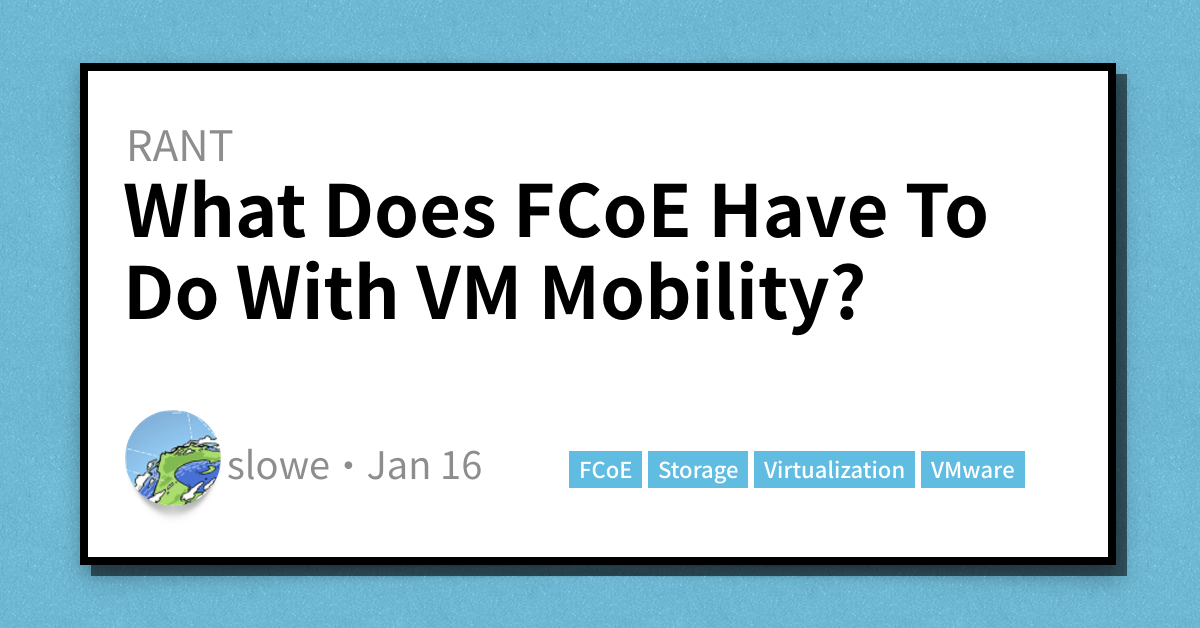 RANT
What Does FCoE Have To
Do With VM Mobility?
slowe • Jan 16
FCoE Storage Virtualization VMware